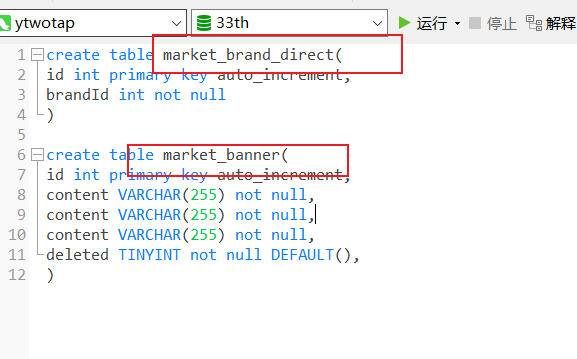 ytwotap 33th 运行 停止 解释
1 create table market_brand_direct(
2 id int primary key auto_increment,
3 brandId int not null
4 )
5
6 create table market_banner(
7 id int primary key auto_increment,
8 content VARCHAR(255) not null,
9 content VARCHAR(255) not null,
10 content VARCHAR(255) not null,
11 deleted TINYINT not null DEFAULT(),
12 )